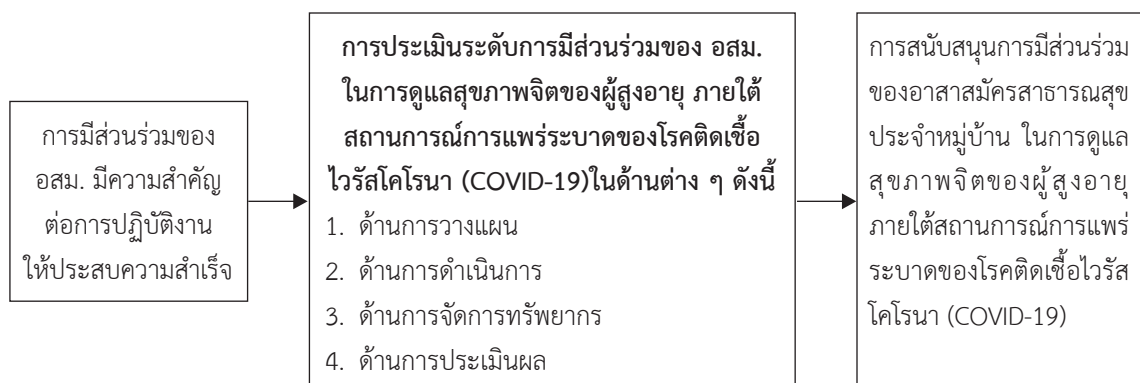 การมีส่วนร่วมของ
อสม. มีความสำคัญ
ต่อการปฏิบัติงาน
ให้ประสบความสำเร็จ
การประเมินระดับการมีส่วนร่วมของ อสม.
ในการดูแลสุขภาพจิตของผู้สูงอายุ ภายใต้
สถานการณ์การแพร่ระบาดของโรคติดเชื้อ
ไวรัสโคโรนา (COVID-19)ในด้านต่าง ๆ ดังนี้
1. ด้านการวางแผน
2. ด้านการดำเนินการ
3. ด้านการจัดการทรัพยากร
4. ด้านการประเมินผล
การสนับสนุนการมีส่วนร่วม
ของอาสาสมัครสาธารณสุข
ประจำหมู่บ้าน ในการดูแล
สุขภาพจิตของผู้สูงอายุ
ภายใต้สถานการณ์การแพร่
ระบาดของโรคติดเชื้อไวรัส
โคโรนา (COVID-19)